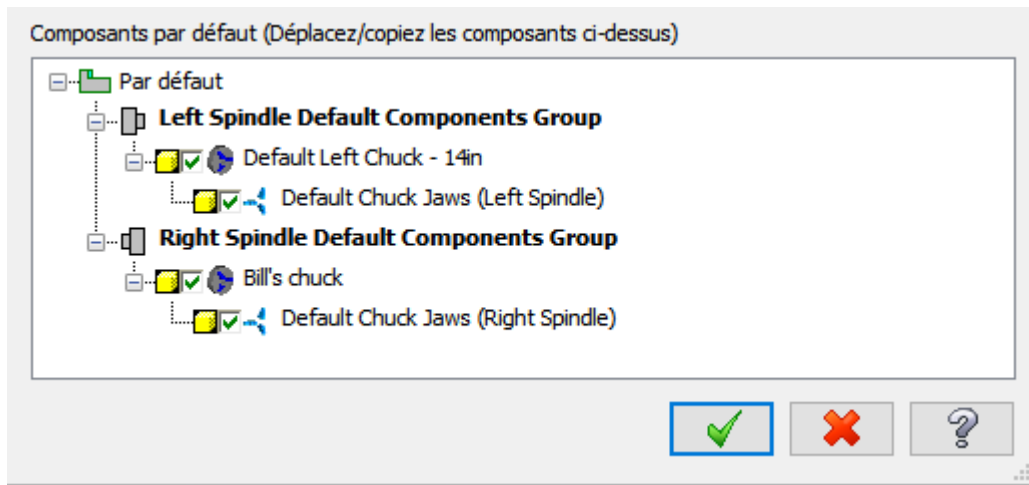 Composants par défaut (Déplacez/copiez les composants ci-dessus)
Par défaut
Left Spindle Default Components Group
Default Left Chuck - 14in
Default Chuck Jaws (Left Spindle)
Right Spindle Default Components Group
Bill's chuck
Default Chuck Jaws (Right Spindle)